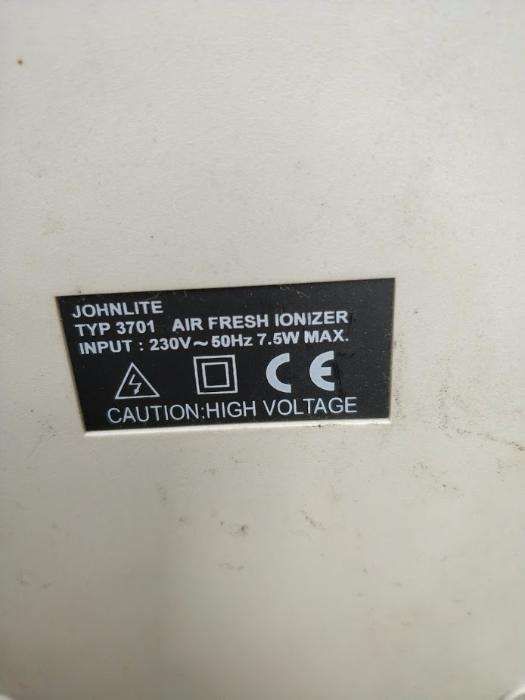 JOHNLITE
TYP 3701 AIR FRESH IONIZER
INPUT : 230V~ 50Hz 7.5W MAX.
CE
CAUTION:HIGH VOLTAGE